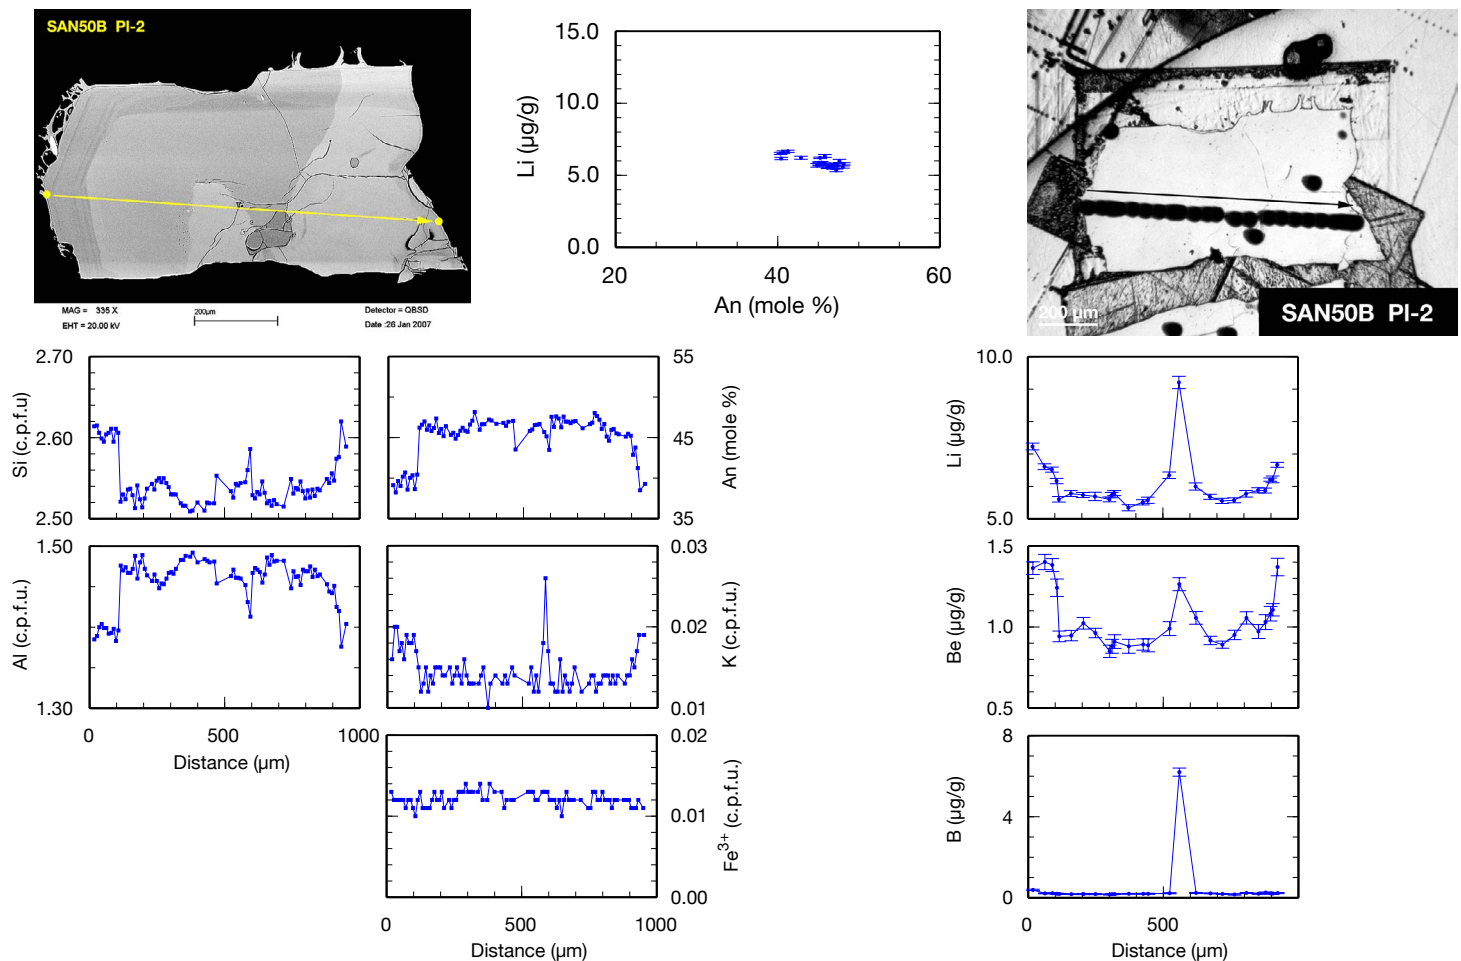 SAN50B PI-2
MAG = 335 X
EHT = 20.00 kV
200µm
Detector = QBSD
Date :26 Jan 2007
15.0
10.0
5.0
0.0
Li (µg/g)
20
40
60
An (mole %)
200 µm
SAN50B PI-2
2.70
2.60
2.50
Si (c.p.f.u)
55
45
35
An (mole %)
10.0
5.0
Li (µg/g)
1.50
1.30
Al (c.p.f.u.)
0
500
1000
Distance (µm)
0.03
0.02
0.01
K (c.p.f.u.)
1.5
1.0
0.5
Be (µg/g)
0.02
0.01
0.00
Fe3+ (c.p.f.u.)
0
500
1000
Distance (µm)
8
4
0
B (µg/g)
0
500
Distance (µm)